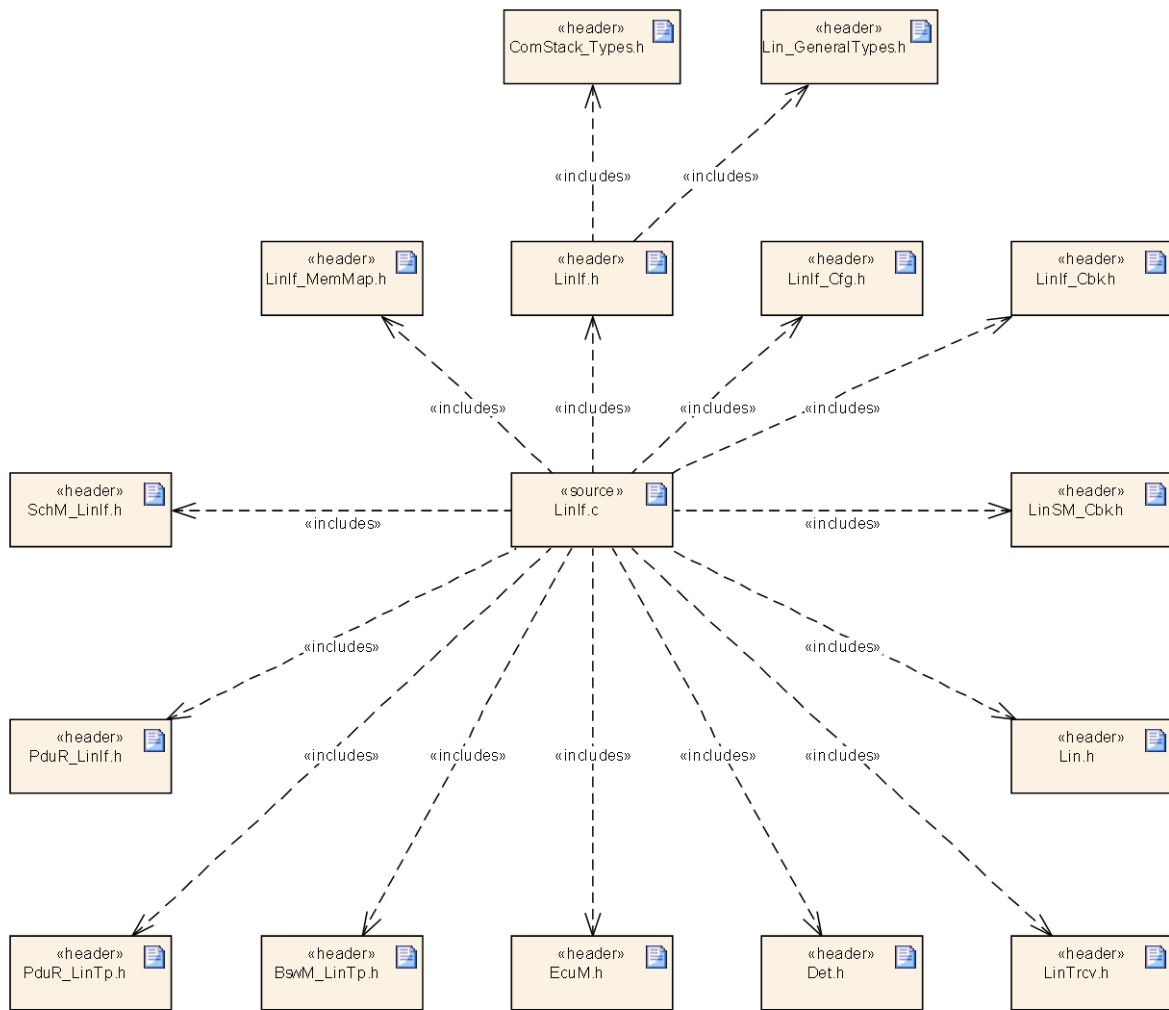 «header»
ComStack_Types.h
«header»
Lin_GeneralTypes.h
«includes»
«includes»
«header»
LinIf_MemMap.h
«header»
LinIf.h
«header»
LinIf_Cfg.h
«header»
LinIf_Cbk.h
«includes»
«includes»
«includes»
«includes»
«header»
SchM_LinIf.h
«source»
LinIf.c
«header»
LinSM_Cbk.h
«includes»
«includes»
«includes»
«includes»
«header»
PduR_LinIf.h
«header»
Lin.h
«includes»
«includes»
«includes»
«includes»
«includes»
«header»
PduR_LinTp.h
«header»
BswM_LinTp.h
«header»
EcuM.h
«header»
Det.h
«header»
LinTrcv.h